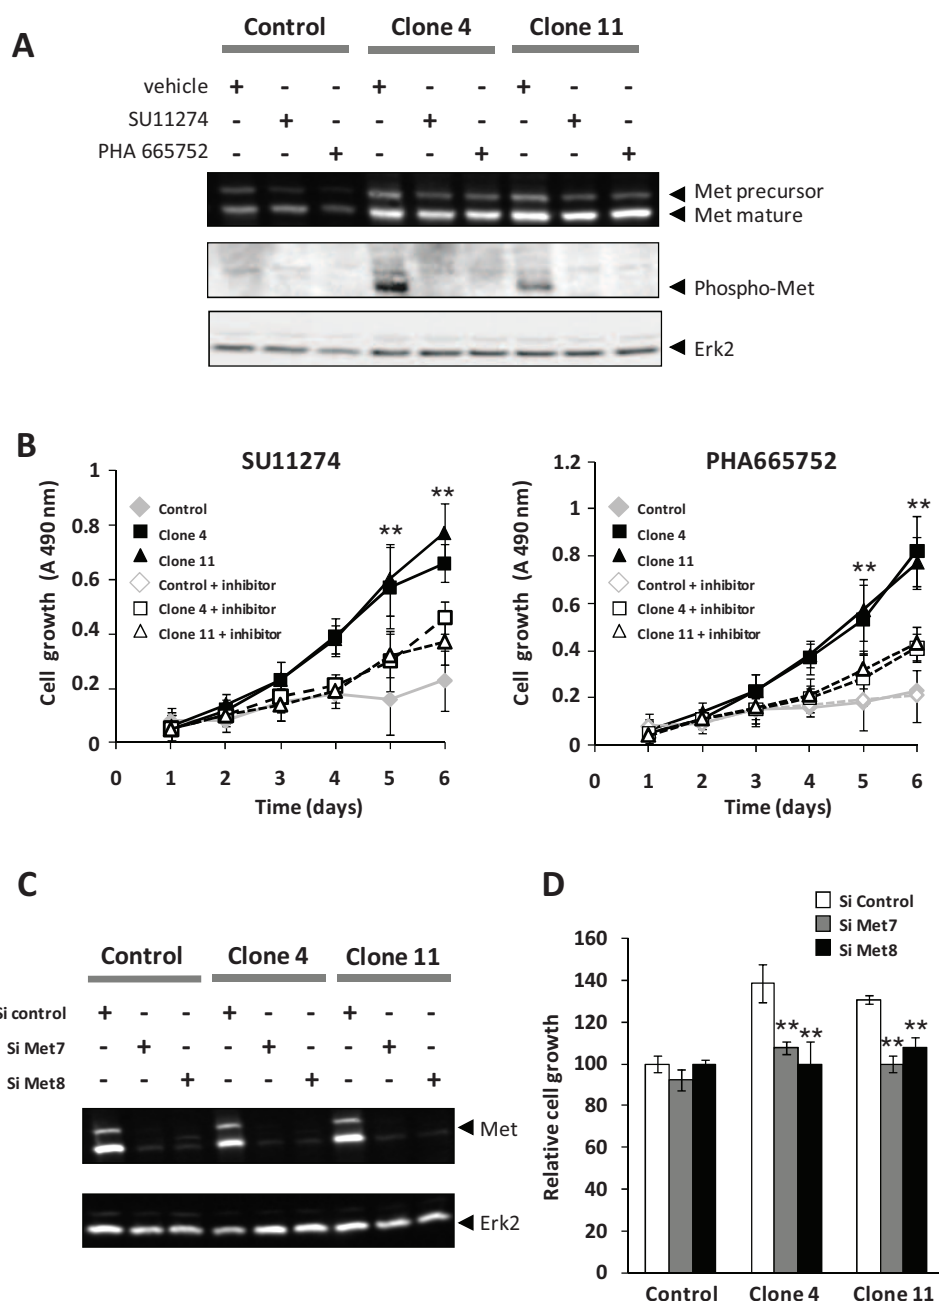 A
Control Clone 4 Clone 11
vehicle + - - + - - + - -
SU11274 - + - - + - - + -
PHA 665752 - - + - - + - - +
Met precursor
Met mature
Phospho-Met
Erk2
B
SU11274
Cell growth (A 490 nm)
1
0.8
0.6
0.4
0.2
0
0 1 2 3 4 5 6
Time (days)
Control
Clone 4
Clone 11
Control + inhibitor
Clone 4 + inhibitor
Clone 11 + inhibitor
** **
PHA665752
Cell growth (A 490 nm)
1.2
1
0.8
0.6
0.4
0.2
0
0 1 2 3 4 5 6
Time (days)
Control
Clone 4
Clone 11
Control + inhibitor
Clone 4 + inhibitor
Clone 11 + inhibitor
** **
C
Control Clone 4 Clone 11
Si control + - - + - - + - -
Si Met7 - + - - + - - + -
Si Met8 - - + - - + - - +
Met
Erk2
D
Si Control
Si Met7
Si Met8
Relative cell growth
160
140
120
100
80
60
40
20
0
** ** ** **
Control Clone 4 Clone 11